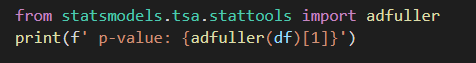 from statsmodels.tsa.stattools import adfuller
print(f' p-value: {adfuller(df)[1]}')